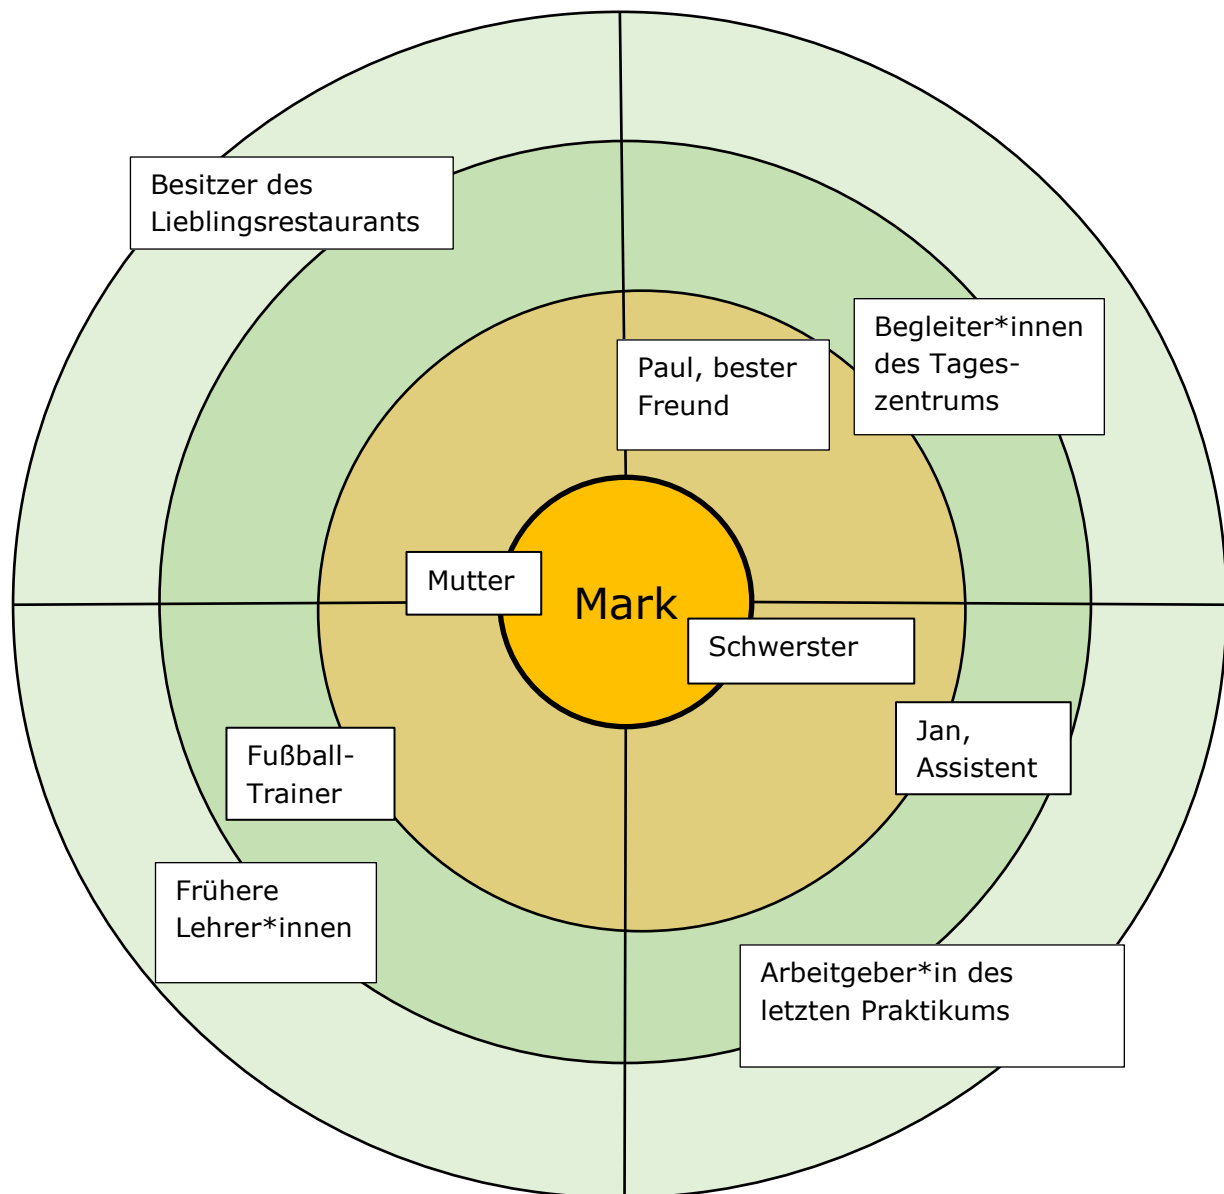 Besitzer des
Lieblingsrestaurants
Begleiter*innen
des Tages-
zentrums
Paul, bester
Freund
Mutter
Mark
Schwerster
Fußball-
Trainer
Jan,
Assistent
Frühere
Lehrer*innen
Arbeitgeber*in des
letzten Praktikums